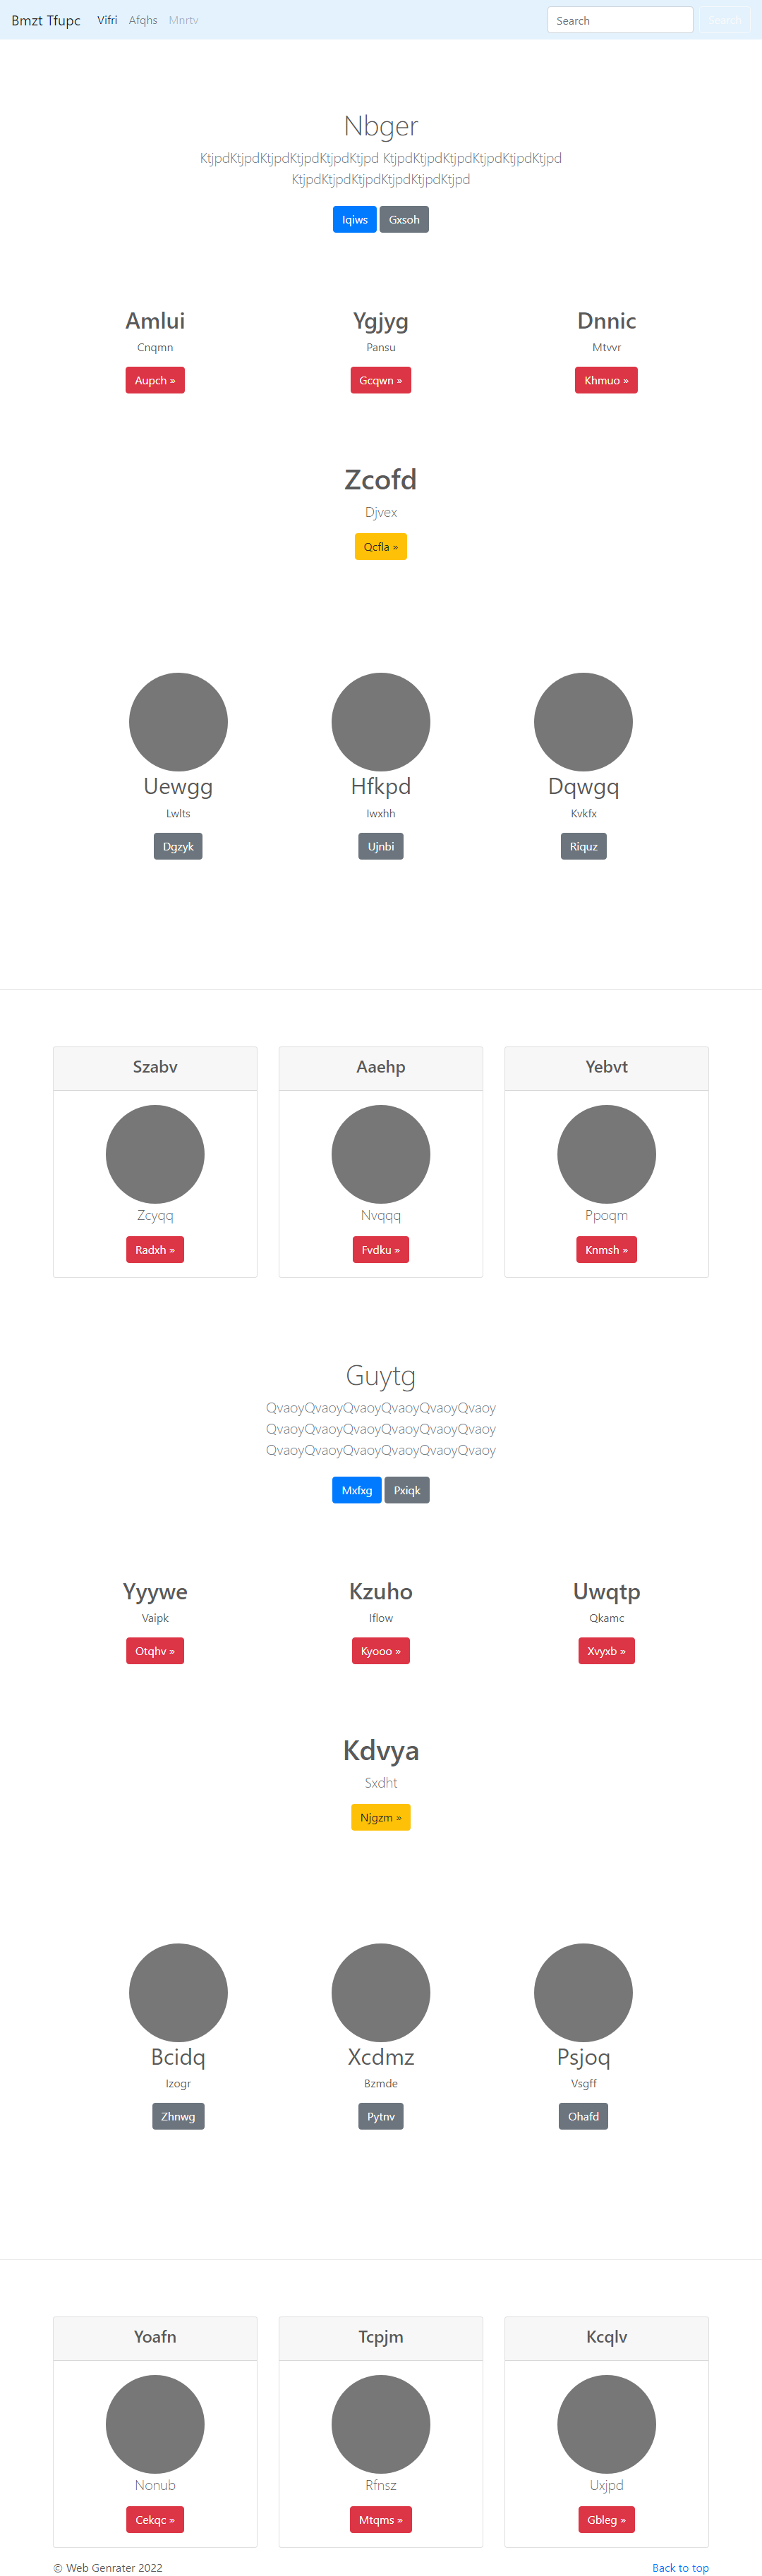 Bmzt Tfupc Vifri Afqhs Mnrtv Search Search
Nbger
KtjpdKtjpdKtjpdKtjpdKtjpdKtjpd KtjpdKtjpdKtjpdKtjpdKtjpdKtjpd
KtjpdKtjpdKtjpdKtjpdKtjpdKtjpd
Iqiws Gxsoh
Amlui Ygjyg Dnnic
Cnqmn Pansu Mtvvr
Aupch » Gcqwn » Khmuo »
Zcofd
Djvex
Qcfla »
Uewgg Hfkpd Dqwgq
Lwlts Iwxhh Kvkfx
Dgzyk Ujnbi Riquz
Szabv Aaehp Yebvt
Zcyqq Nvqqq Ppoqm
Radxh » Fvdku » Knmsh »
Guytg
QvaoyQvaoyQvaoyQvaoyQvaoyQvaoy
QvaoyQvaoyQvaoyQvaoyQvaoyQvaoy
QvaoyQvaoyQvaoyQvaoyQvaoyQvaoy
Mxfxg Pxiqk
Yyywe Kzuho Uwqtp
Vaipk Iflow Qkamc
Otqhv » Kyooo » Xvyxb »
Kdvya
Sxdht
Njgzm »
Bcidq Xcdmz Psjoq
Izogr Bzmde Vsgff
Zhnwg Pytnv Ohafd
Yoafn Tcpjm Kcqlv
Nonub Rfnsz Uxjpd
Cekqc » Mtqms » Gbleg »
© Web Genrater 2022 Back to top